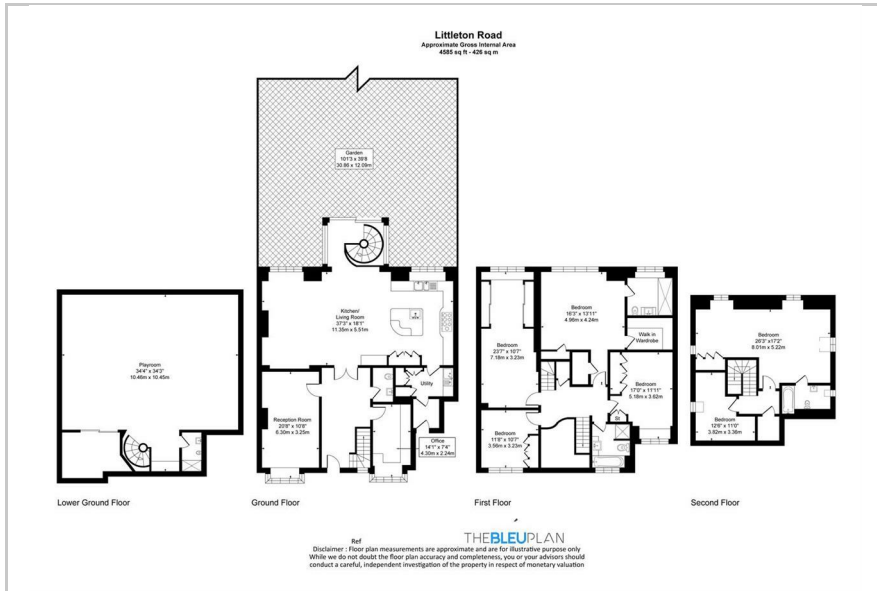 Littleton Road
Approximate Gross Internal Area
4585 sq ft - 426 sq m
Garden
101'3 x 39'8
30.86 x 12.09m
Kitchen/
Living Room
37'3" x 18'1"
11.35m x 5.51m
Playroom
34'4" x 34'3"
10.46m x 10.45m
Reception Room
20'8" x 10'8"
6.30m x 3.25m
Utility
Office
14'1" x 7'4"
4.30m x 2.24m
Bedroom
16'3" x 13'11"
4.96m x 4.24m
Walk in
Wardrobe
Bedroom
23'7" x 10'7"
7.18m x 3.23m
Bedroom
17'0" x 11'11"
5.18m x 3.62m
Bedroom
11'8" x 10'7"
3.56m x 3.23m
Bedroom
26'3" x17'2"
8.01m x 5.22m
Bedroom
12'6" x 11'0"
3.82m x 3.36m
Lower Ground Floor
Ground Floor
First Floor
Second Floor
Ref
THEBLEUPLAN
Disclaimer : Floor plan measurements are approximate and are for illustrative purpose only
While we do not doubt the floor plan accuracy and completeness, you or your advisors should
conduct a careful, independent investigation of the property in respect of monetary valuation